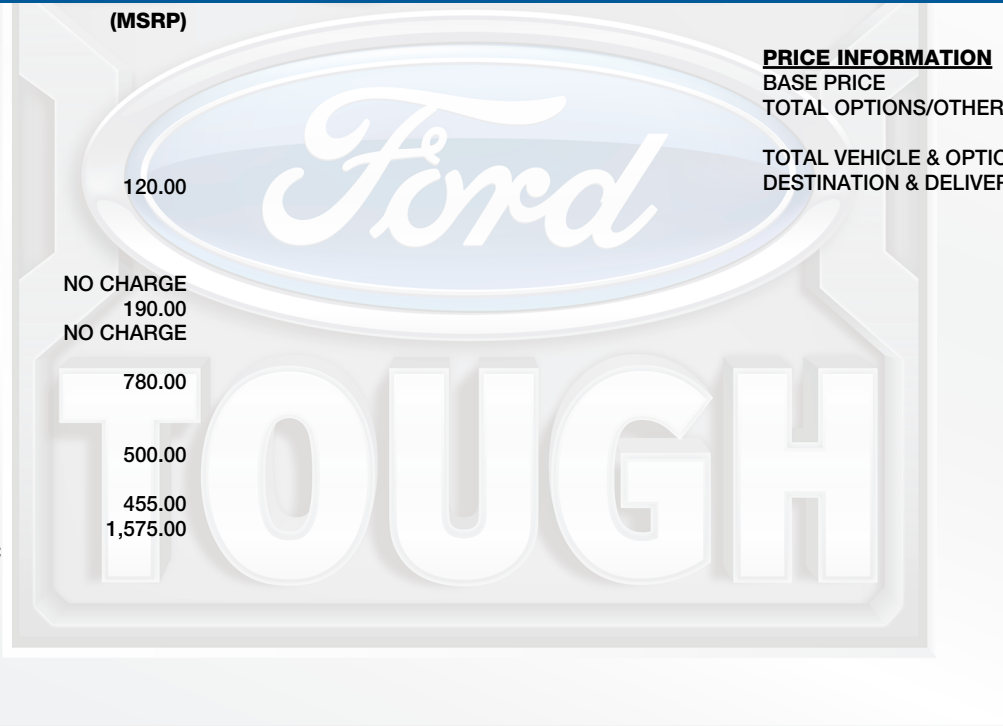 (MSRP)
120.00
NO CHARGE
190.00
NO CHARGE
780.00
500.00
455.00
1,575.00
PRICE INFORMATION
BASE PRICE
TOTAL OPTIONS/OTHER
TOTAL VEHICLE & OPTIO
DESTINATION & DELIVER
Ford
TOUGH